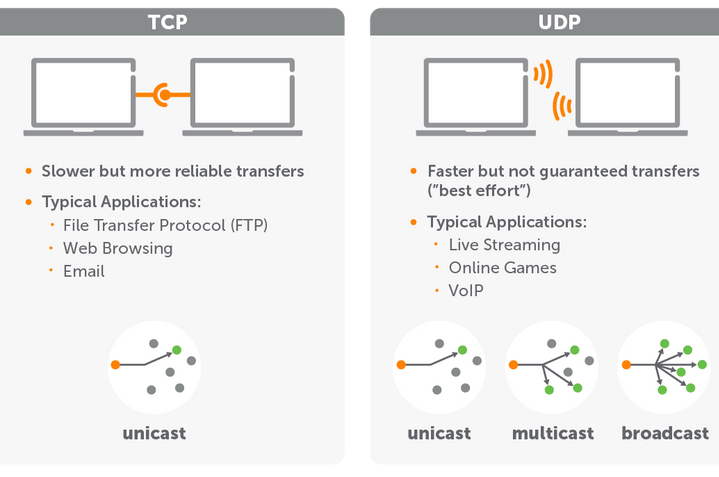 TCP
• Slower but more reliable transfers
• Typical Applications:
· File Transfer Protocol (FTP)
· Web Browsing
· Email
unicast
UDP
• Faster but not guaranteed transfers
("best effort")
• Typical Applications:
· Live Streaming
· Online Games
· VoIP
unicast
multicast
broadcast